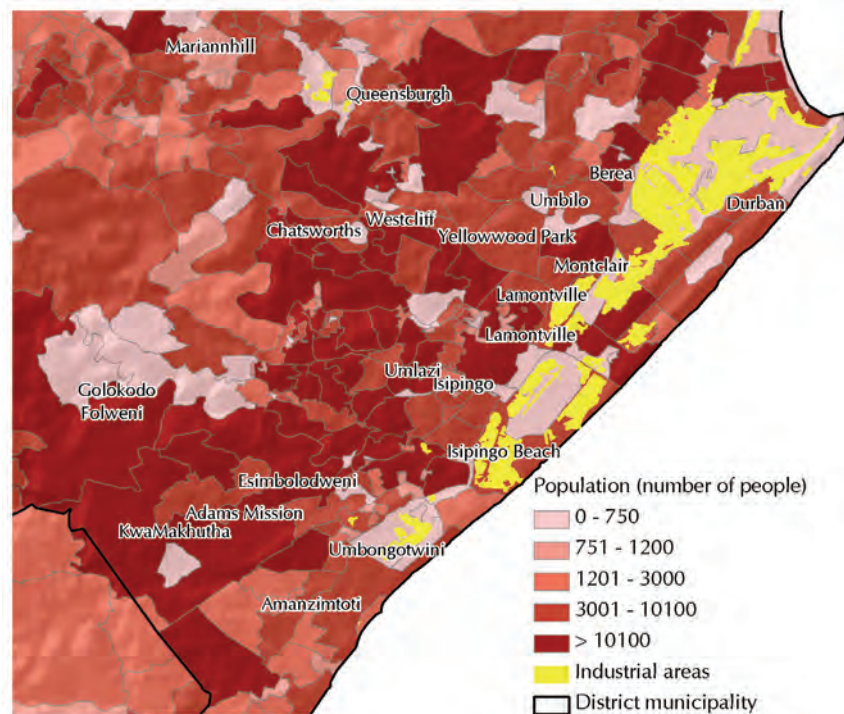 Mariannhill
Queensburgh
Berea
Umbilo
Durban
Westcliff
Chatsworths
Yellowwood Park
Montclair
Lamontville
Lamontville
Umlazi
Isipingo
Golokodo
Folweni
Isipingo Beach
Esimbolodweni
Adams Mission
KwaMakhutha
Umbongotwini
Amanzimtoti
Population (number of people)
0 - 750
751 - 1200
1201 - 3000
3001 - 10100
> 10100
Industrial areas
District municipality